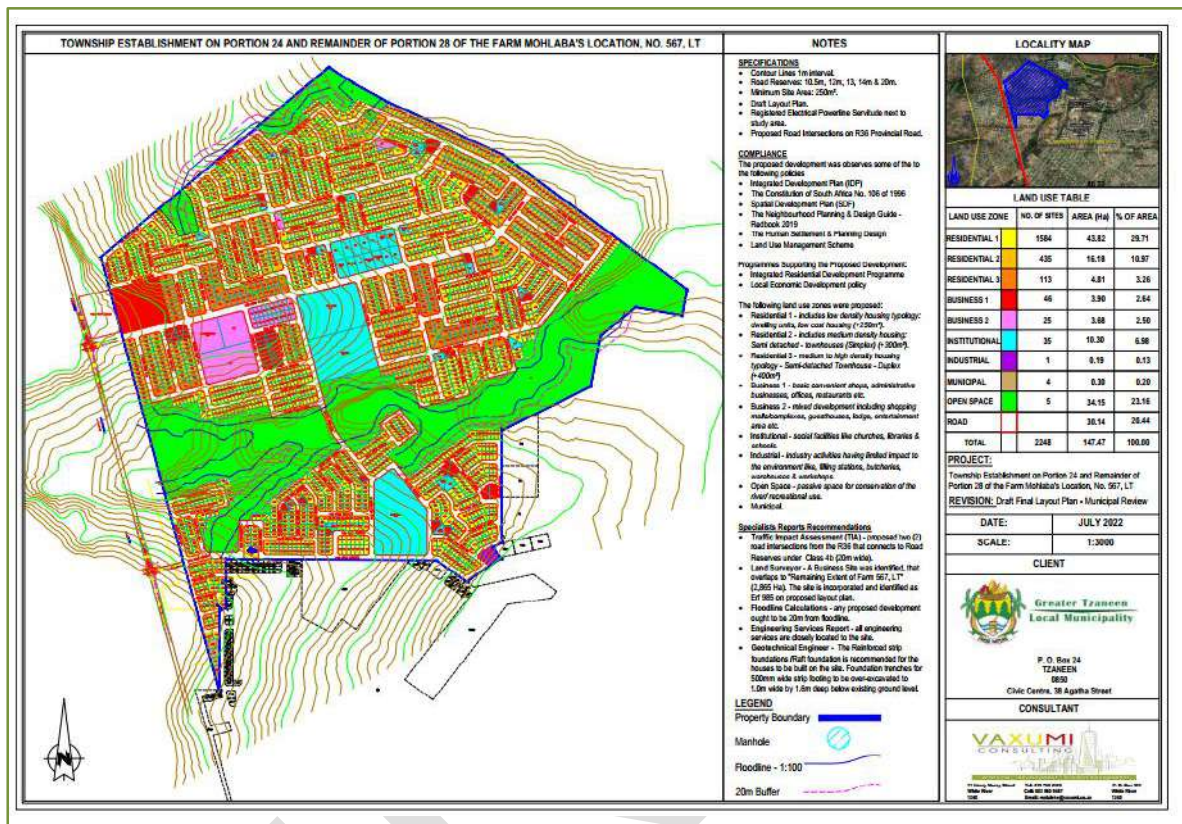 TOWNSHIP ESTABLISHMENT ON PORTION 24 AND REMAINDER OF PORTION 28 OF THE FARM MOHLABA'S LOCATION, NO. 567, LT
NOTES
SPECIFICATIONS
• Contour Lines 1m interval.
• Road Reserves: 10.5m, 12m, 13, 14m & 20m.
• Minimum Site Area: 250m².
• Draft Layout Plan.
• Registered Electrical Powerline Servitude next to
study area.
• Proposed Road Intersections on R36 Provincial Road.
COMPLIANCE
The proposed development was observes some of the to
the following policies
• Integrated Development Plan (IDP)
• The Constitution of South Africa No. 106 of 1996
• Spatial Development Plan (SDF)
• The Neighbourhood Planning & Design Guide -
Redbook 2019
• The Human Settlement & Planning Design
• Land Use Management Scheme
Programmes Supporting the Proposed Development:
• Integrated Residential Development Programme
• Local Economic Development policy
The following land use zones were proposed:
• Residential 1 - includes low density housing typology:
dwelling units, low cost housing (+250m²).
• Residential 2 - includes medium density housing:
Semi detached - townhouses (Simplex) (+300m²).
• Residential 3 - medium to high density housing
typology - Semi-detached Townhouse - Duplex
(+400m²)
• Business 1 - basic convenient shops, administrative
businesses, offices, restaurants etc.
• Business 2 - mixed development including shopping
malls/complexes, guesthouses, lodge, entertainment
area etc.
• Institutional - social facilities like churches, libraries &
schools.
• Industrial - industry activities having limited impact to
the environment like, filling stations, butcheries,
warehouses & workshops.
• Open Space - passive space for conservation of the
river/ recreational use.
• Municipal.
Specialists Reports Recommendations
• Traffic Impact Assessment (TIA) - proposed two (2)
road intersections from the R36 that connects to Road
Reserves under Class 4b (20m wide).
• Land Surveyor - A Business Site was identified, that
overlaps to "Remaining Extent of Farm 567, LT"
(2,865 Ha). The site is incorporated and identified as
Erf 985 on proposed layout plan.
• Floodline Calculations - any proposed development
ought to be 20m from floodline.
• Engineering Services Report - all engineering
services are closely located to the site.
• Geotechnical Engineer - The Reinforced strip
foundations /Raft foundation is recommended for the
houses to be built on the site. Foundation trenches for
500mm wide strip footing to be over-excavated to
1.0m wide by 1.6m deep below existing ground level.
LEGEND
Property Boundary
Manhole
Floodline - 1:100
20m Buffer
N
LOCALITY MAP
LAND USE TABLE
LAND USE ZONE NO. OF SITES AREA (Ha) % OF AREA
RESIDENTIAL 1 1584 43.82 29.71
RESIDENTIAL 2 435 16.18 10.97
RESIDENTIAL 3 113 4.81 3.26
BUSINESS 1 46 3.90 2.64
BUSINESS 2 25 3.68 2.50
INSTITUTIONAL 35 10.30 6.98
INDUSTRIAL 1 0.19 0.13
MUNICIPAL 4 0.30 0.20
OPEN SPACE 5 34.15 23.16
ROAD 30.14 20.44
TOTAL 2248 147.47 100.00
PROJECT:
Township Establishment on Portion 24 and Remainder of
Portion 28 of the Farm Mohlaba's Location, No. 567, LT
REVISION: Draft Final Layout Plan - Municipal Review
DATE: JULY 2022
SCALE: 1:3000
CLIENT
Greater Tzaneen
Local Municipality
P. O. Box 24
TZANEEN
0850
Civic Centre, 38 Agatha Street
CONSULTANT
VAXUMI
CONSULTING